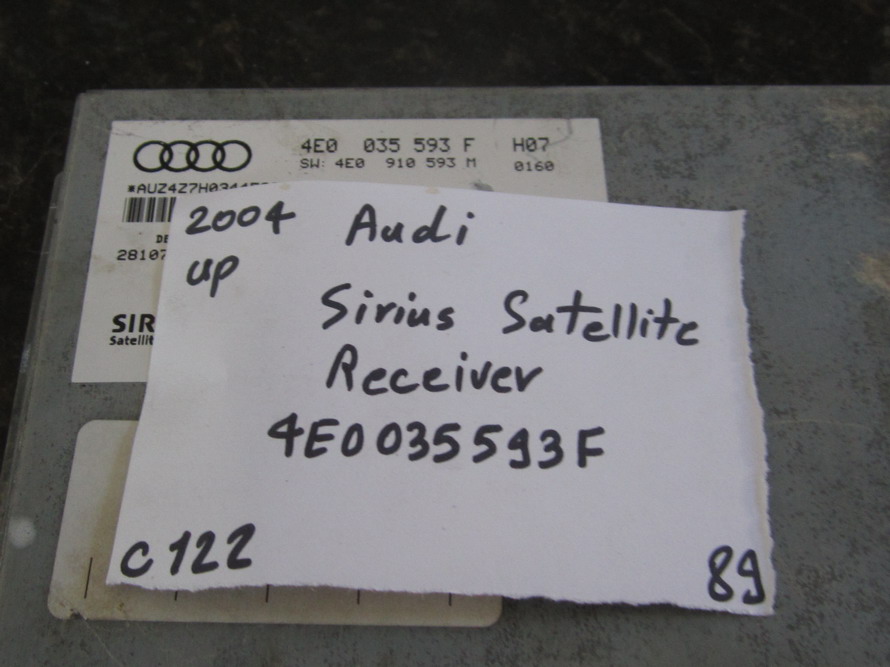 4E0 035 593 F H07
SW: 4E0 910 593 M 0160
2004 Audi
up
Sirius Satellite
Receiver
4E0035593F
C122 89